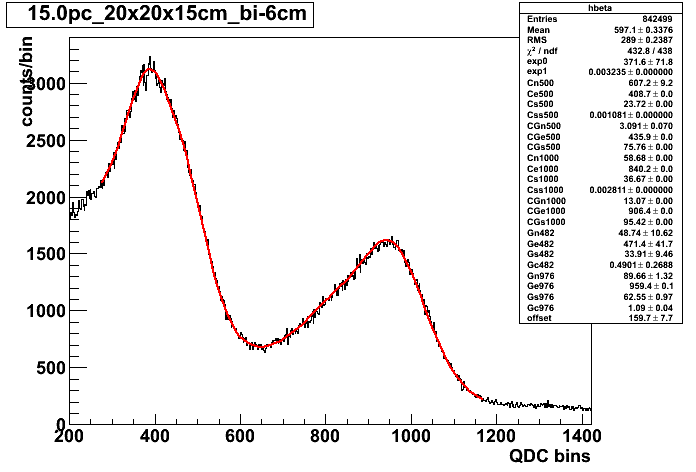 15.0pc_20x20x15cm_bi-6cm
hbeta
Entries 842499
Mean 597.1 ± 0.3376
RMS 289 ± 0.2387
χ² / ndf 432.8 / 438
exp0 371.6 ± 71.8
exp1 0.003235 ± 0.000000
Cn500 607.2 ± 9.2
Ce500 408.7 ± 0.0
Cs500 23.72 ± 0.00
Css500 0.001081 ± 0.000000
CGn500 3.091 ± 0.070
CGe500 435.9 ± 0.0
CGs500 75.76 ± 0.00
Cn1000 58.68 ± 0.00
Ce1000 840.2 ± 0.0
Cs1000 36.67 ± 0.00
Css1000 0.002811 ± 0.000000
CGn1000 13.07 ± 0.00
CGe1000 906.4 ± 0.0
CGs1000 95.42 ± 0.00
Gn482 48.74 ± 10.62
Ge482 471.4 ± 41.7
Gs482 33.91 ± 9.46
Gc482 0.4901 ± 0.2688
Gn976 89.66 ± 1.32
Ge976 959.4 ± 0.1
Gs976 62.55 ± 0.97
Gc976 1.09 ± 0.04
offset 159.7 ± 7.7
counts/bin
3000
2500
2000
1500
1000
500
0
200 400 600 800 1000 1200 1400
QDC bins